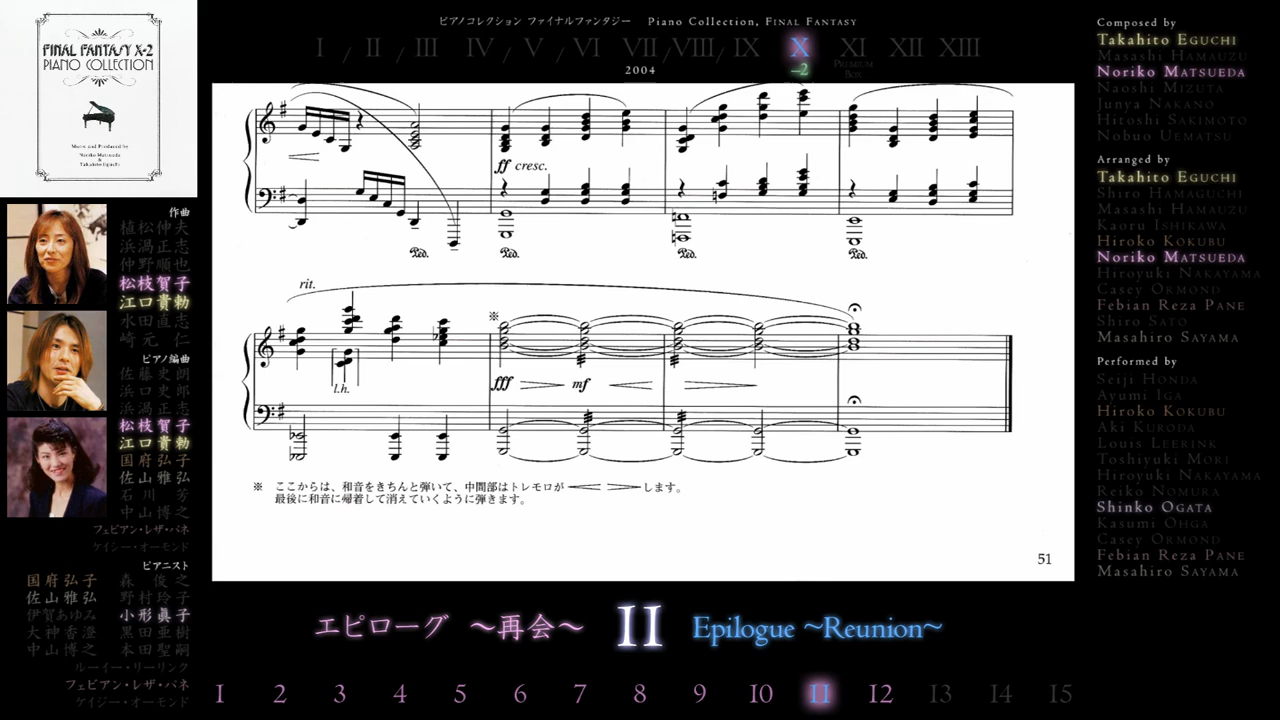 ピアノコレクション ファイナルファンタジー Piano Collection, FINAL FANTASY
I / II / III IV / V / VI VII / VIII / IX X XI XII XIII
-2
PREMIUM
BOX
2004
FINAL FANTASY X-2
PIANO COLLECTION
Music and Produced by
Noriko Matsueda
&
Takahito Eguchi
作曲
植松伸夫
浜渦正志
仲野順也
松枝賀子
江口貴勅
水田直志
崎元 仁
ピアノ編曲
佐藤史朗
浜口史郎
浜渦正志
松枝賀子
江口貴勅
国府弘子
佐山雅弘
石川 芳
中山博之
フェビアン・レザ・パネ
ケイシー・オーモンド
ピアニスト
国府弘子 森 俊之
佐山雅弘 野村玲子
伊賀あゆみ 小形眞子
大神香澄 黒田亜樹
中山博之 本田聖嗣
ルーイー・リーリンク
フェビアン・レザ・パネ
ケイジー・オーモンド
ff cresc.
Ped. Ped. Ped. Ped.
rit.
※
l.h.
fff mf
※ ここからは、和音をきちんと弾いて、中間部はトレモロが します。
最後に和音に帰着して消えていくように弾きます。
51
Composed by
Takahito EGUCHI
Masashi HAMAUZU
Noriko MATSUEDA
Naoshi MIZUTA
Junya NAKANO
Hitoshi SAKIMOTO
Nobuo UEMATSU
Arranged by
Takahito EGUCHI
Shiro HAMAGUCHI
Masashi HAMAUZU
Kaoru ISHIKAWA
Hiroko KOKUBU
Noriko MATSUEDA
Hiroyuki NAKAYAMA
Casey ORMOND
Febian Reza PANE
Shiro SATO
Masahiro SAYAMA
Performed by
Seiji HONDA
Ayumi IGA
Hiroko KOKUBU
Aki KURODA
Louis LEERINK
Toshiyuki MORI
Hiroyuki NAKAYAMA
Reiko NOMURA
Shinko OGATA
Kasumi OHGA
Casey ORMOND
Febian Reza PANE
Masahiro SAYAMA
エピローグ ～再会～ 11 Epilogue ~Reunion~
1 2 3 4 5 6 7 8 9 10 11 12 13 14 15